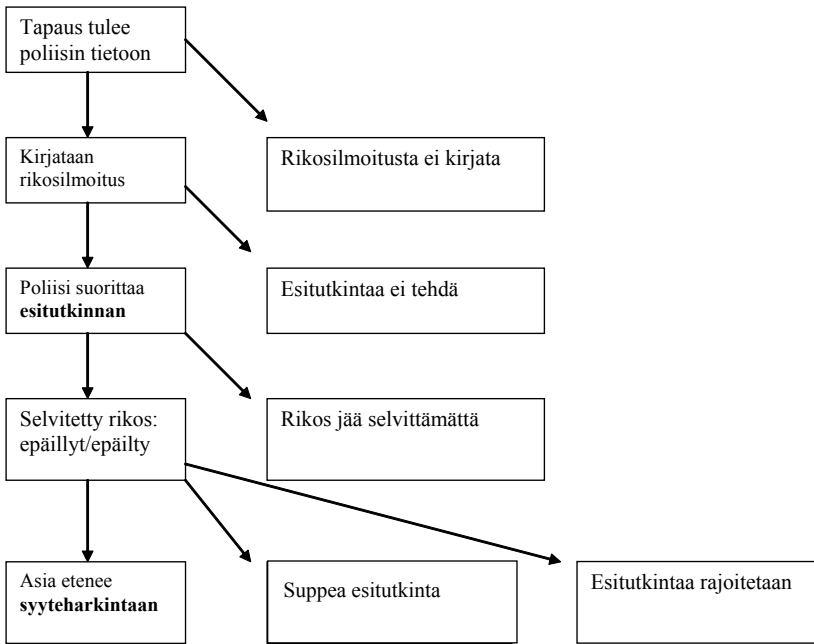 Tapaus tulee
poliisin tietoon
Kirjataan
rikosilmoitus
Rikosilmoitusta ei kirjata
Poliisi suorittaa
esitutkinnan
Esitutkintaa ei tehdä
Selvitetty rikos:
epäillyt/epäilty
Rikos jää selvittämättä
Asia etenee
syyteharkintaan
Suppea esitutkinta
Esitutkintaa rajoitetaan